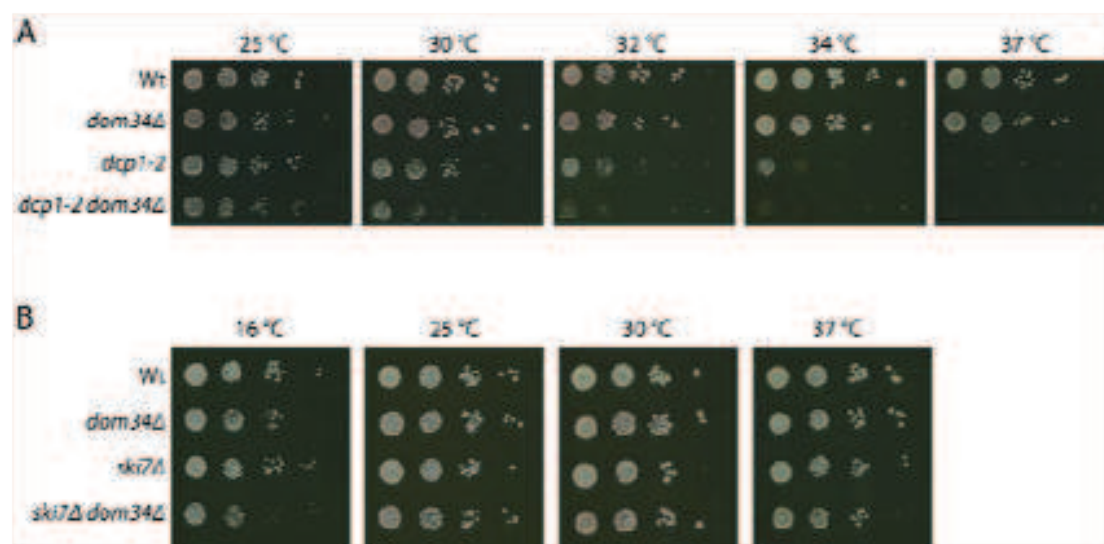 A
25 °C 30 °C 32 °C 34 °C 37 °C
Wt
dom34Δ
dcp1-2
dcp1-2 dom34Δ
B
16 °C 25 °C 30 °C 37 °C
Wt
dom34Δ
ski7Δ
ski7Δ dom34Δ